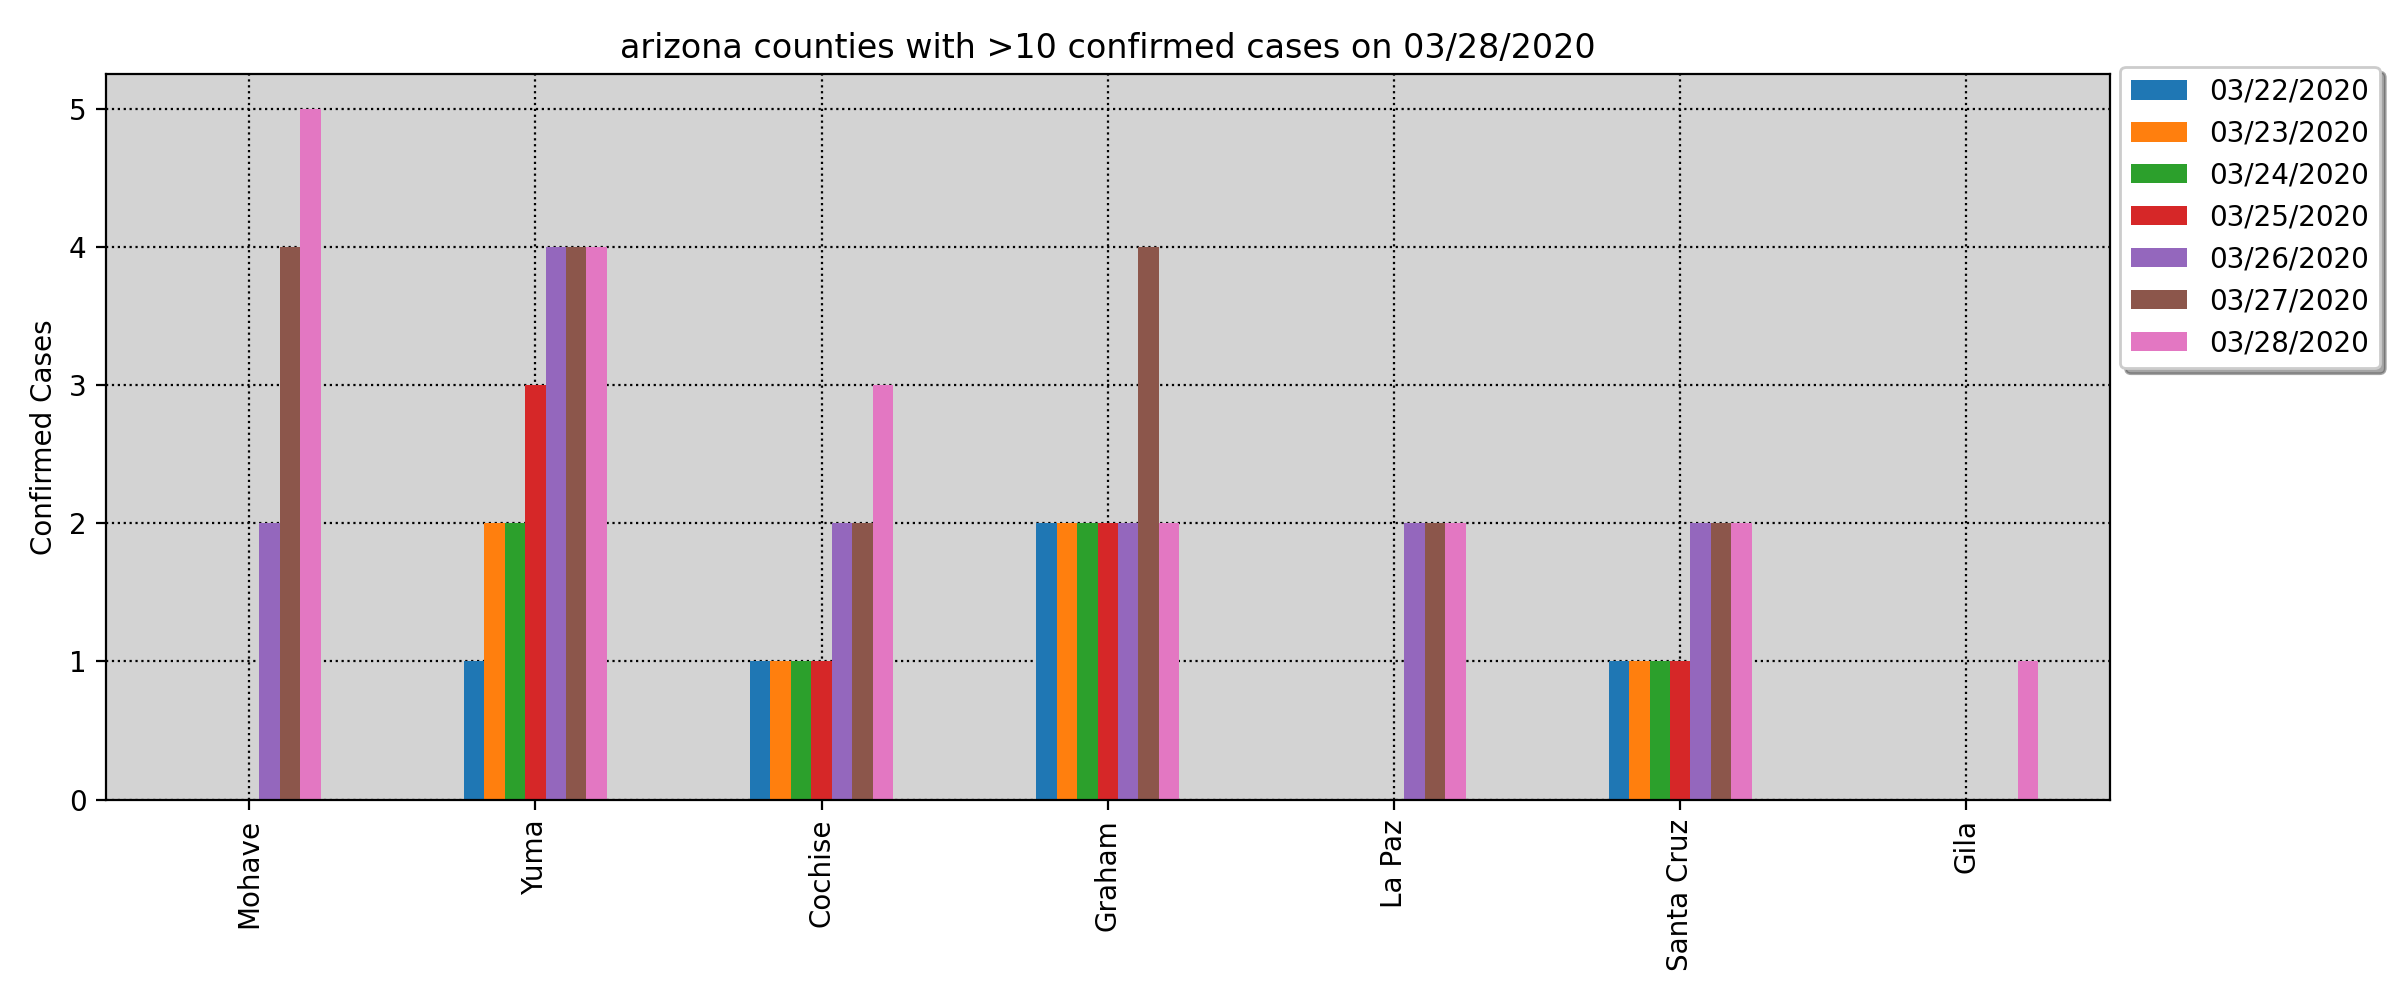 arizona counties with >10 confirmed cases on 03/28/2020
Confirmed Cases
5
4
3
2
1
0
Mohave
Yuma
Cochise
Graham
La Paz
Santa Cruz
Gila
03/22/2020
03/23/2020
03/24/2020
03/25/2020
03/26/2020
03/27/2020
03/28/2020